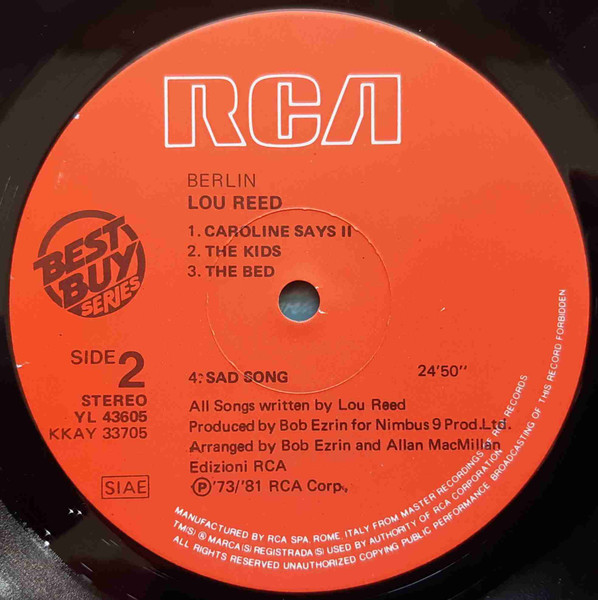 RCA
BERLIN
LOU REED
1. CAROLINE SAYS II
2. THE KIDS
3. THE BED
BEST
BUY
SERIES
SIDE 2
STEREO
YL 43605
KKAY 33705
SIAE
4. SAD SONG 24'50"
All Songs written by Lou Reed
Produced by Bob Ezrin for Nimbus 9 Prod.Ltd.
Arranged by Bob Ezrin and Allan MacMillan
Edizioni RCA
Ⓟ'73/'81 RCA Corp.
MANUFACTURED BY RCA SPA, ROME, ITALY FROM MASTER RECORDINGS © RCA RECORDS
TM(S) ® MARCA(S) REGISTRADA(S) USED BY AUTHORITY OF RCA CORPORATION
ALL RIGHTS RESERVED UNAUTHORIZED COPYING PUBLIC PERFORMANCE BROADCASTING OF THIS RECORD FORBIDDEN